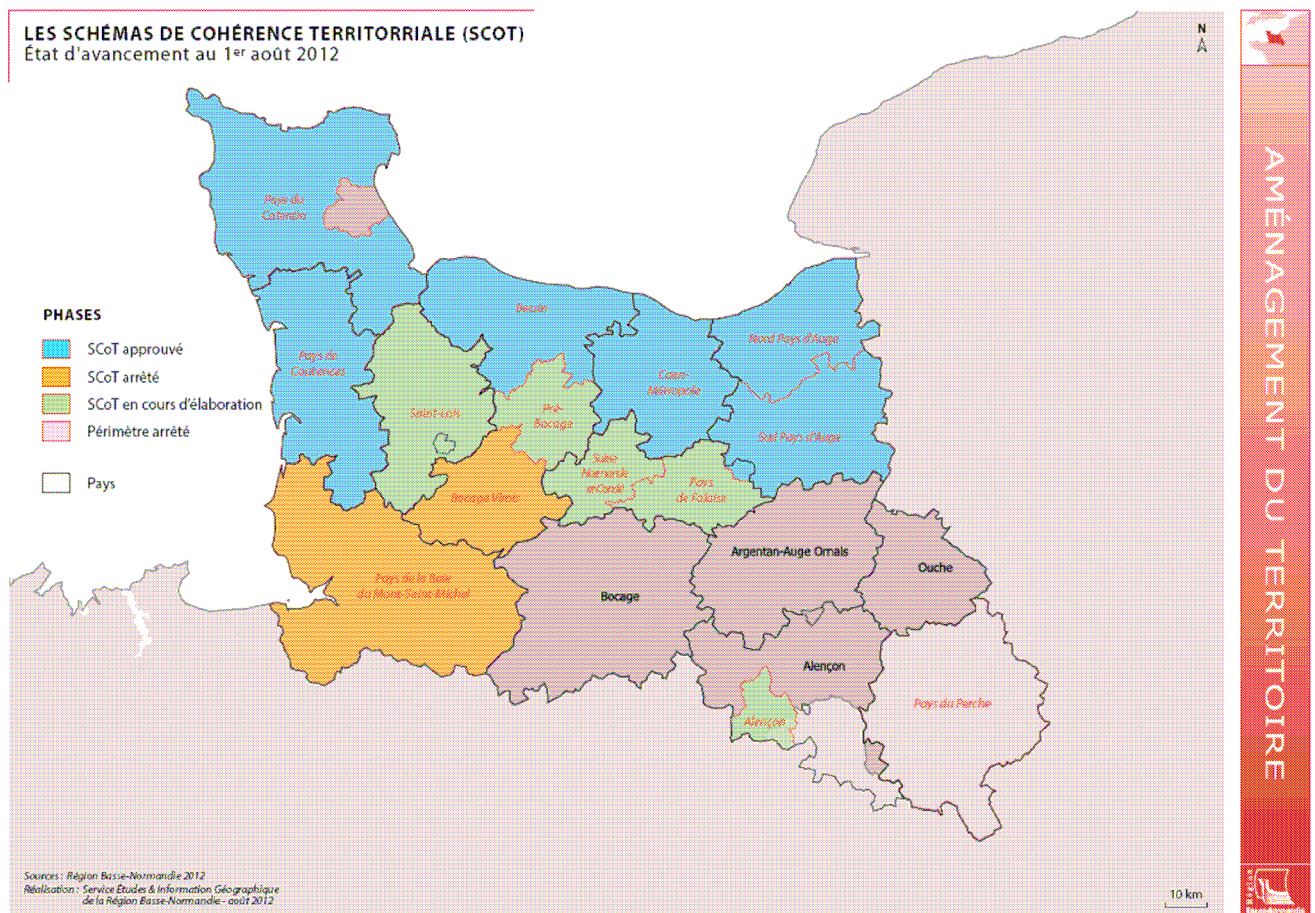 LES SCHÉMAS DE COHÉRENCE TERRITORRIALE (SCOT)
État d'avancement au 1er août 2012
N
AMÉNAGEMENT DU TERRITOIRE
Pays du
Cotentin
Bessin
Nord Pays d'Auge
PHASES
SCoT approuvé
SCoT arrêté
SCoT en cours d'élaboration
Périmètre arrêté
Pays
Pays de
Coutances
Caen-
Métropole
Saint-Lois
Pré-
Bocage
Sud Pays d'Auge
Suisse
Normande
Pays
de Falaise
Bocage Virois
Argentan-Auge Ornais
Ouche
Pays de la Baie
du Mont-Saint-Michel
Bocage
Alençon
Pays du Perche
Alençon
Sources : Région Basse-Normandie 2012
Réalisation : Service Études & Information Géographique
de la Région Basse-Normandie - août 2012
10 km